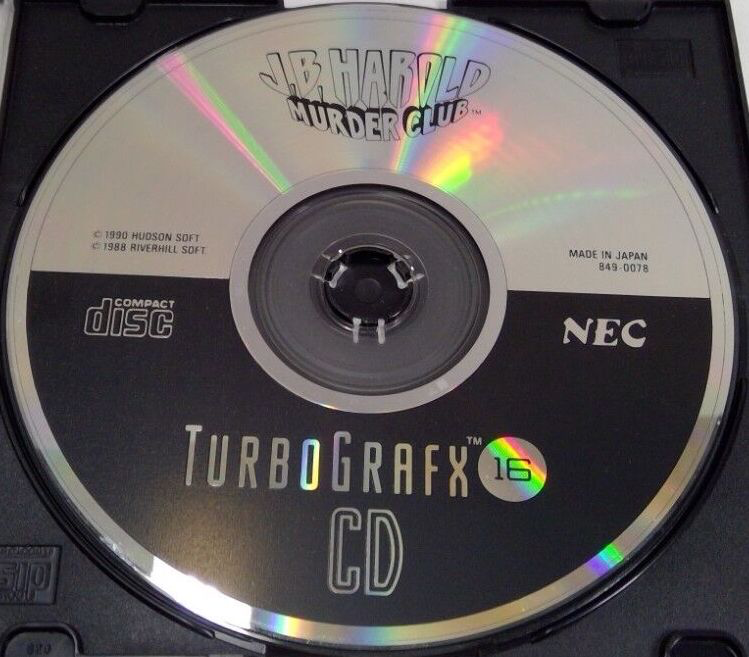 J.B. HAROLD
MURDER CLUB™
© 1990 HUDSON SOFT
© 1988 RIVERHILL SOFT.
MADE IN JAPAN
849-0078
COMPACT
disc
NEC
TURBOGRAFX™ 16
CD